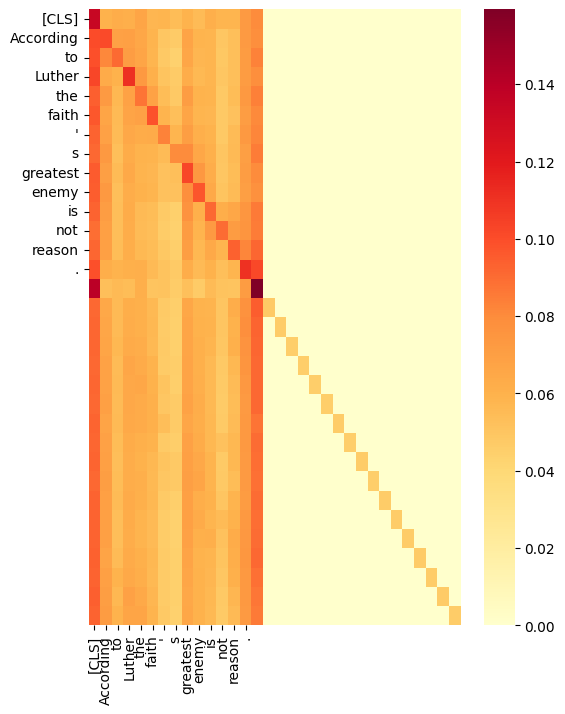 [CLS]
According
to
Luther
the
faith
'
s
greatest
enemy
is
not
reason
.
[CLS]
According
to
Luther
the
faith
'
s
greatest
enemy
is
not
reason
.
0.14
0.12
0.10
0.08
0.06
0.04
0.02
0.00